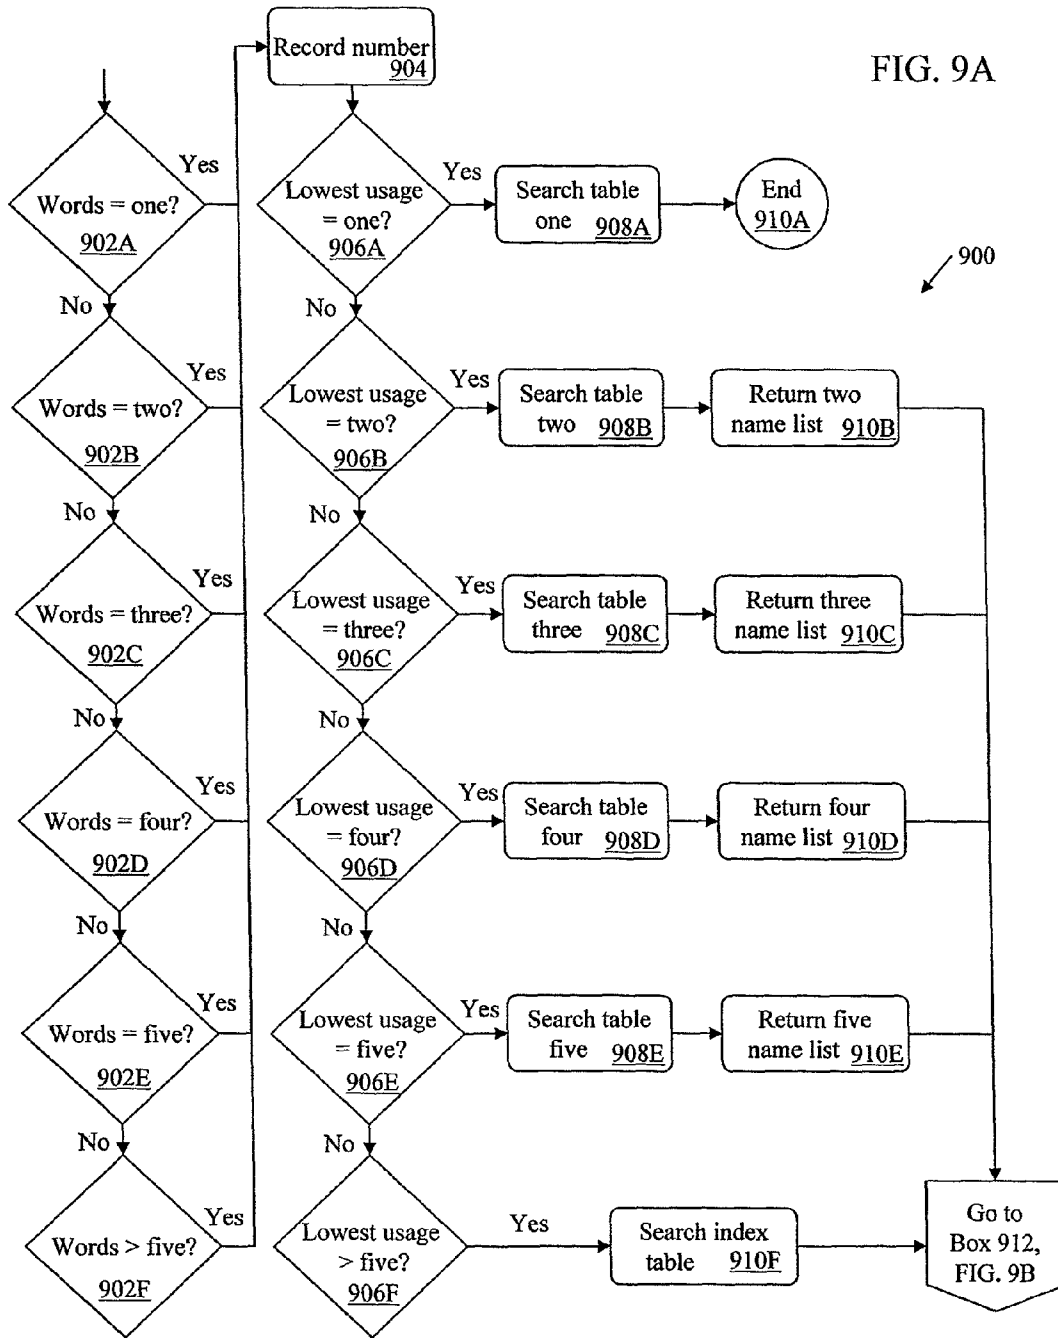 Record number
904
FIG. 9A
Yes
Words = one?
902A
Lowest usage
= one?
906A
Yes
Search table
one 908A
End
910A
900
No
No
Yes
Words = two?
902B
Lowest usage
= two?
906B
Yes
Search table
two 908B
Return two
name list 910B
No
No
Yes
Words = three?
902C
Lowest usage
= three?
906C
Yes
Search table
three 908C
Return three
name list 910C
No
No
Yes
Words = four?
902D
Lowest usage
= four?
906D
Yes
Search table
four 908D
Return four
name list 910D
No
No
Yes
Words = five?
902E
Lowest usage
= five?
906E
Yes
Search table
five 908E
Return five
name list 910E
No
No
Yes
Words > five?
902F
Lowest usage
> five?
906F
Yes
Search index
table 910F
Go to
Box 912,
FIG. 9B